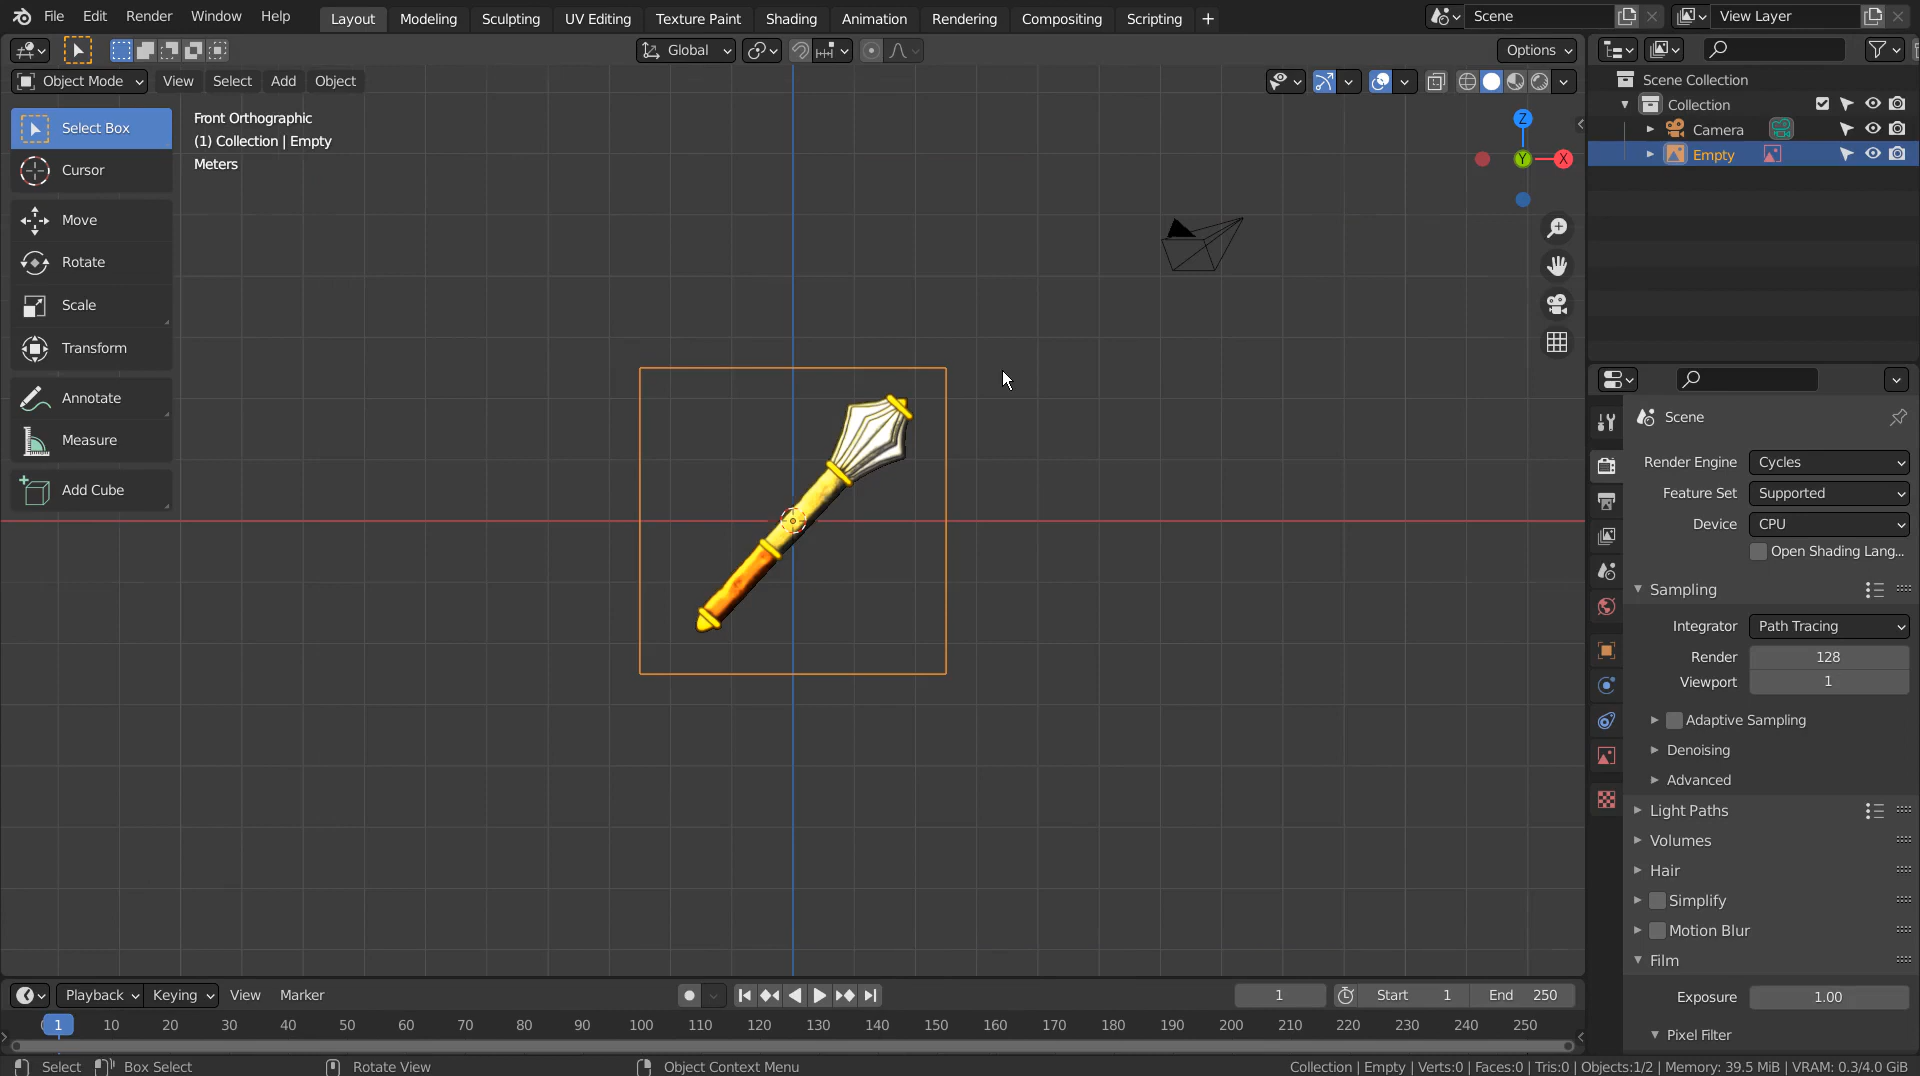 File Edit Render Window Help Layout Modeling Sculpting UV Editing Texture Paint Shading Animation Rendering Compositing Scripting + Scene View Layer
Global Options
Object Mode View Select Add Object
Select Box
Cursor
Move
Rotate
Scale
Transform
Annotate
Measure
Add Cube
Front Orthographic
(1) Collection | Empty
Meters
Z
Y
X
Scene Collection
Collection
Camera
Empty
Scene
Render Engine Cycles
Feature Set Supported
Device CPU
Open Shading Lang...
Sampling
Integrator Path Tracing
Render 128
Viewport 1
Adaptive Sampling
Denoising
Advanced
Light Paths
Volumes
Hair
Simplify
Motion Blur
Film
Exposure 1.00
Pixel Filter
Playback Keying View Marker 1 Start 1 End 250
1 10 20 30 40 50 60 70 80 90 100 110 120 130 140 150 160 170 180 190 200 210 220 230 240 250
Select Box Select Rotate View Object Context Menu Collection | Empty | Verts:0 | Faces:0 | Tris:0 | Objects:1/2 | Memory: 39.5 MiB | VRAM: 0.3/4.0 GiB